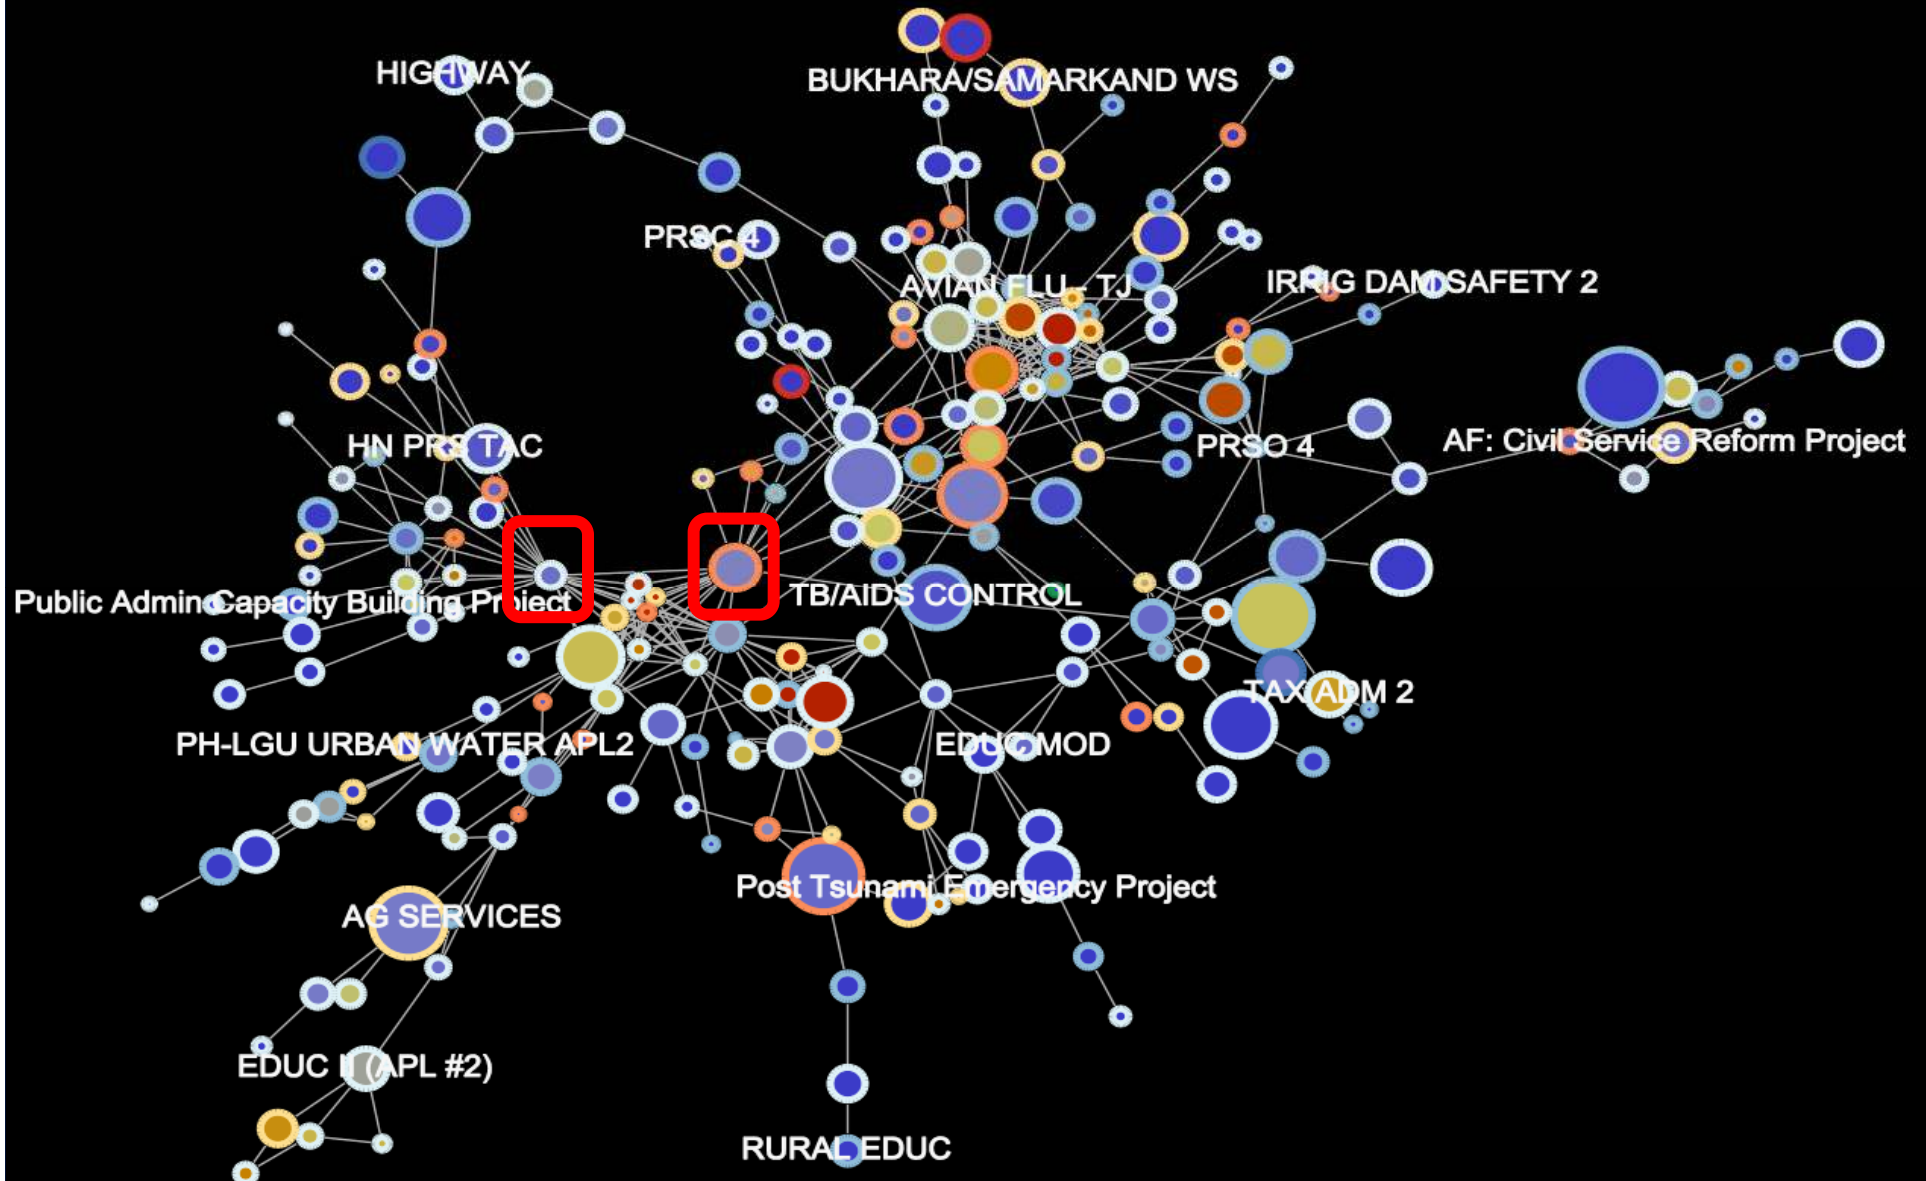 HIGHWAY
BUKHARA/SAMARKAND WS
PRSC 4
AVIAN FLU - TJ
IRRIG DAM SAFETY 2
HN PRS TAC
PRSO 4
AF: Civil Service Reform Project
Public Admin Capacity Building Project
TB/AIDS CONTROL
TAX ADM 2
PH-LGU URBAN WATER APL2
EDUC MOD
Post Tsunami Emergency Project
AG SERVICES
EDUC II (APL #2)
RURAL EDUC